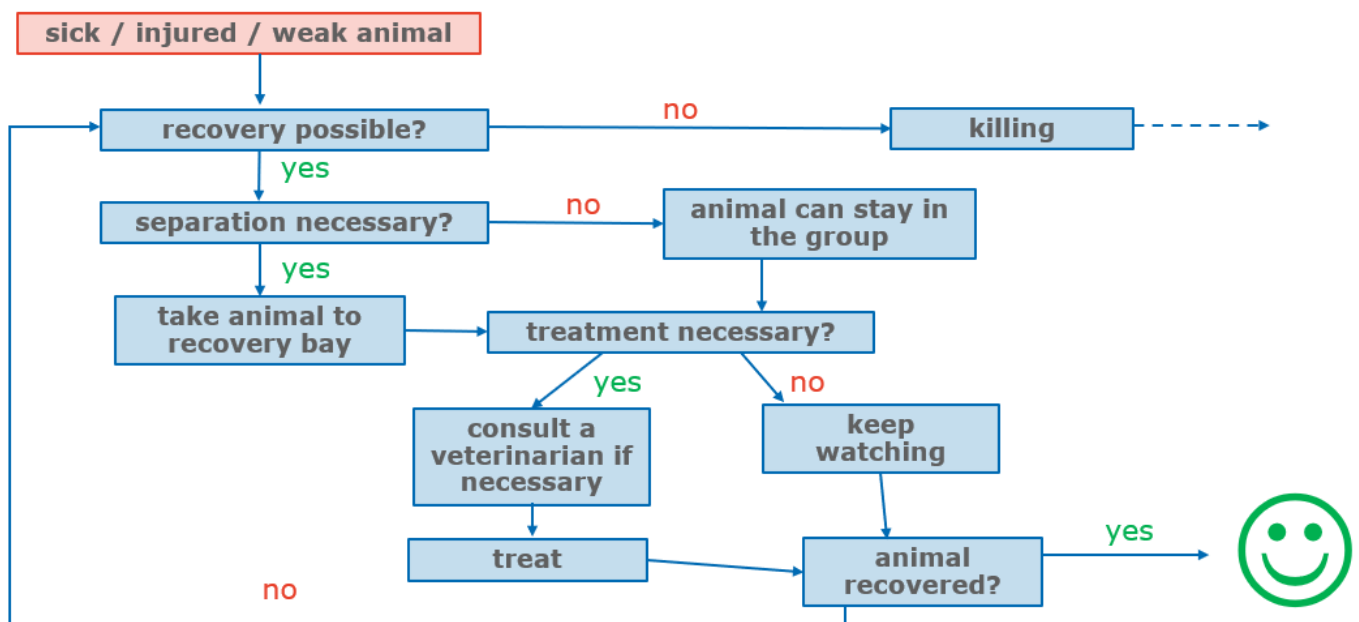 sick / injured / weak animal
recovery possible?
no
killing
yes
separation necessary?
no
animal can stay in
the group
yes
take animal to
recovery bay
treatment necessary?
yes
no
consult a
veterinarian if
necessary
keep
watching
treat
animal
recovered?
yes
no